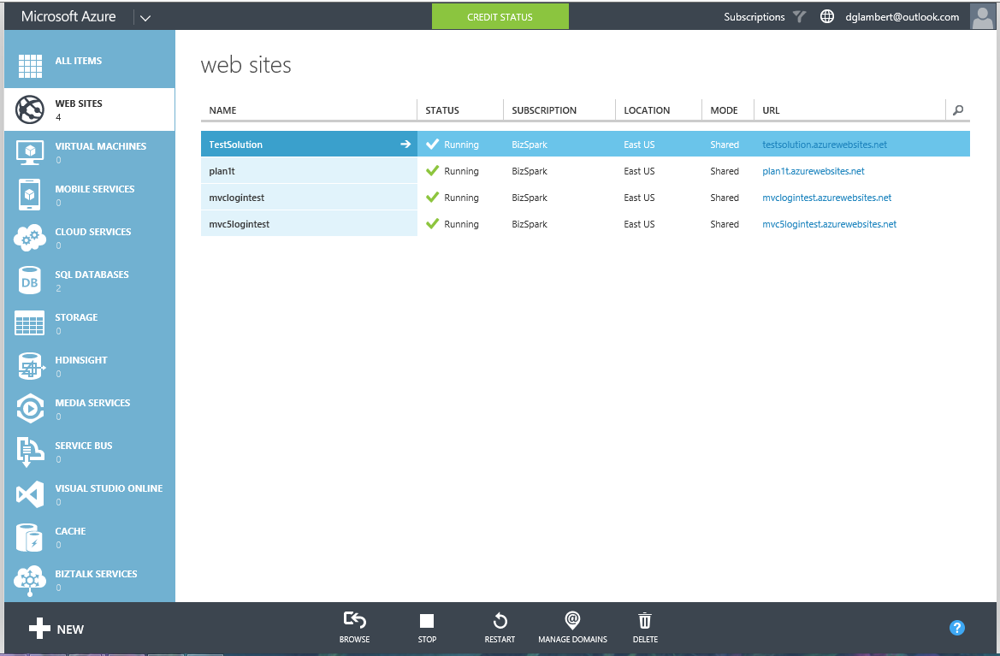 Microsoft Azure
CREDIT STATUS
Subscriptions
dglambert@outlook.com
ALL ITEMS
WEB SITES
4
VIRTUAL MACHINES
0
MOBILE SERVICES
0
CLOUD SERVICES
0
DB
SQL DATABASES
2
STORAGE
0
HDINSIGHT
0
MEDIA SERVICES
0
SERVICE BUS
0
VISUAL STUDIO ONLINE
0
CACHE
0
BIZTALK SERVICES
0
web sites
NAME STATUS SUBSCRIPTION LOCATION MODE URL
TestSolution Running BizSpark East US Shared testsolution.azurewebsites.net
plan1t Running BizSpark East US Shared plan1t.azurewebsites.net
mvclogintest Running BizSpark East US Shared mvclogintest.azurewebsites.net
mvc5logintest Running BizSpark East US Shared mvc5logintest.azurewebsites.net
NEW
BROWSE
STOP
RESTART
@
MANAGE DOMAINS
DELETE
?